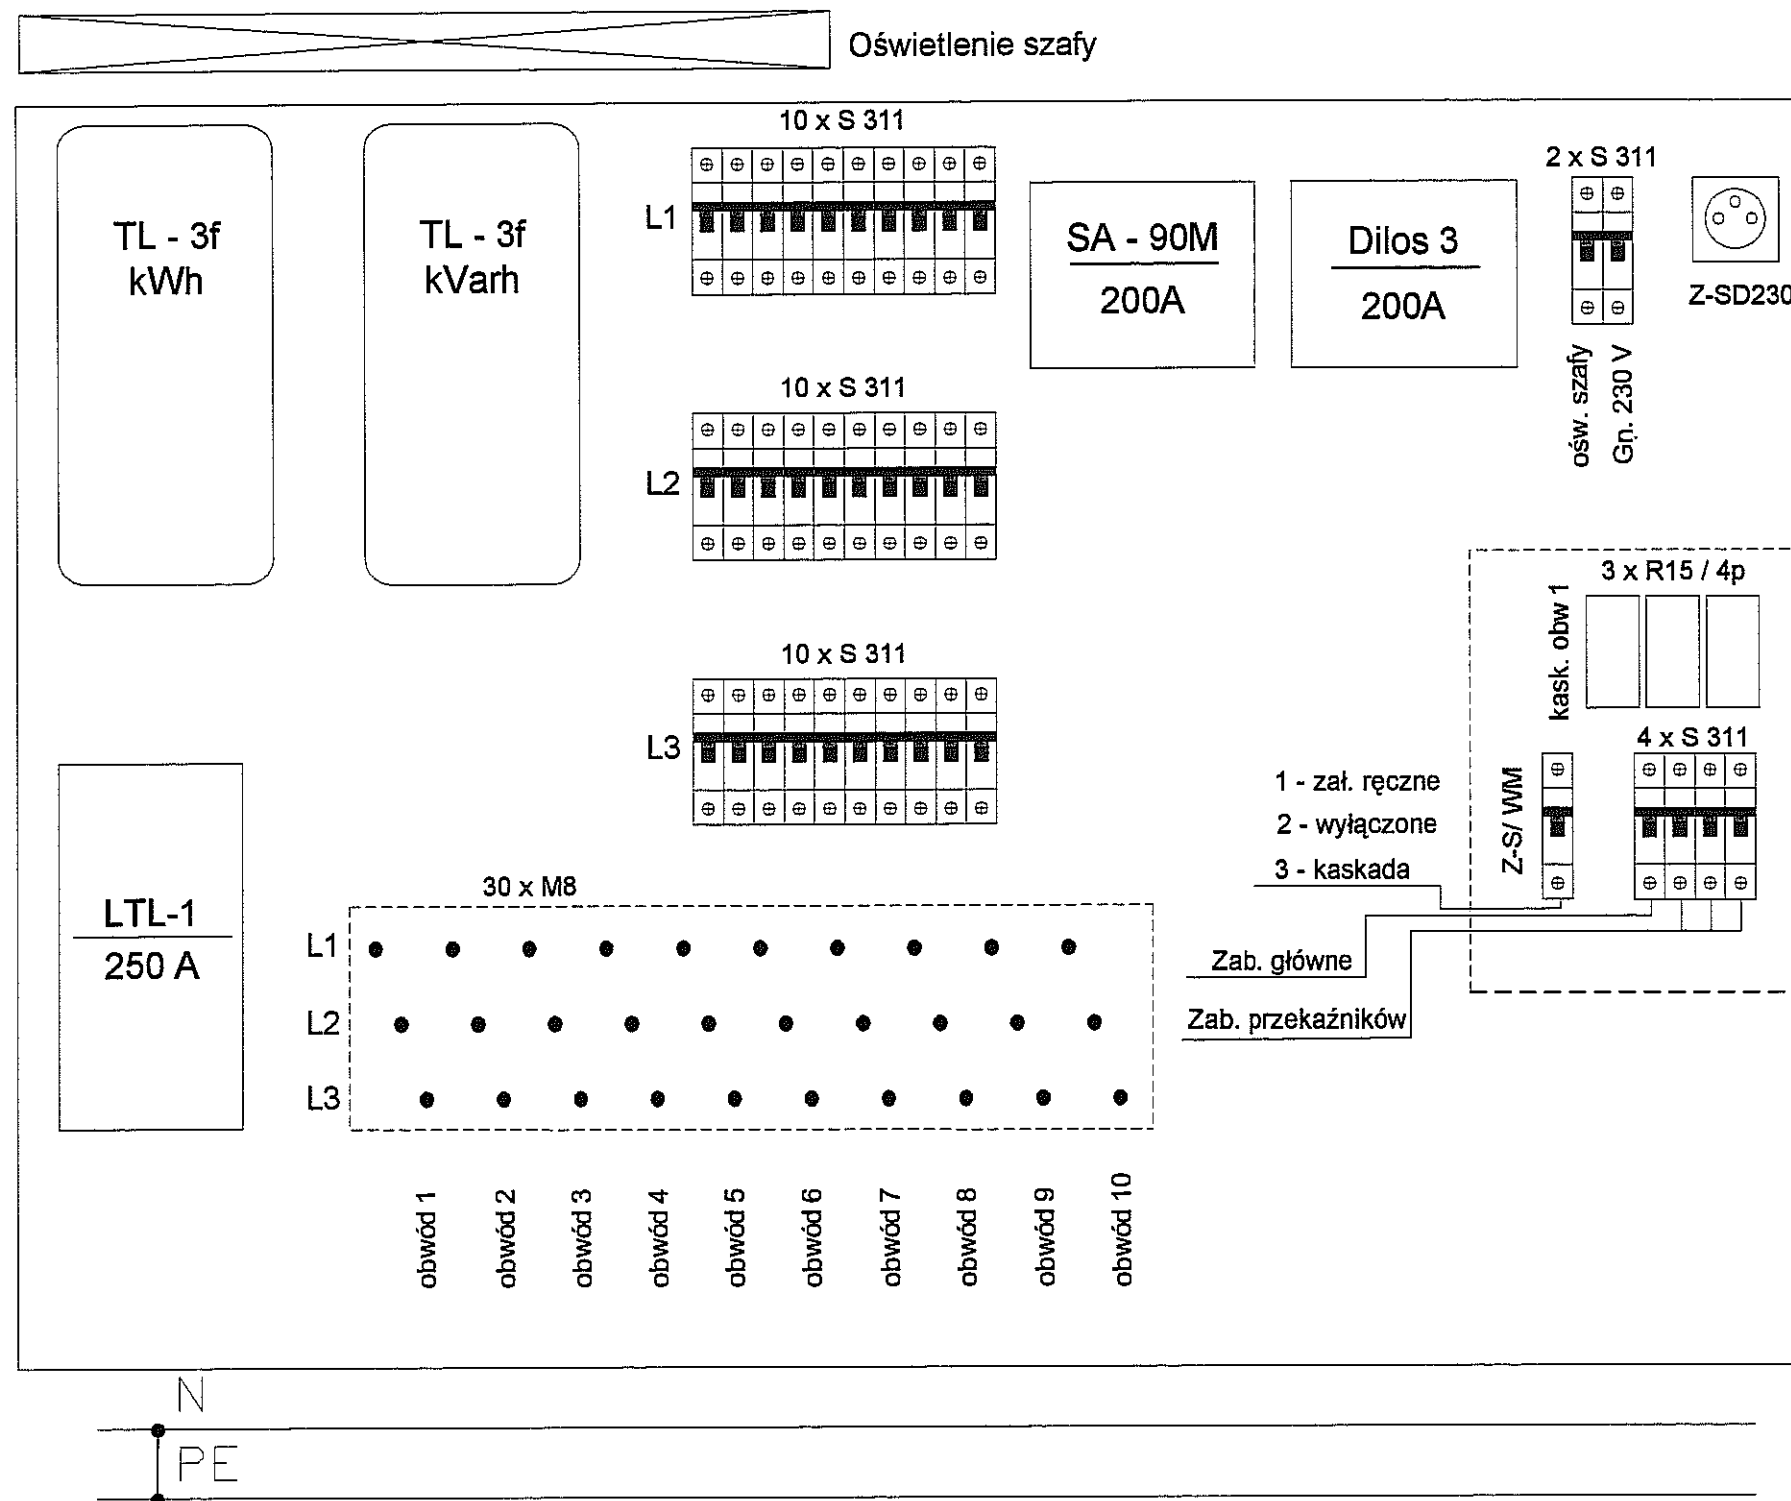 Oświetlenie szafy
10 x S 311
2 x S 311
TL - 3f
kWh
TL - 3f
kVarh
L1
SA - 90M
200A
Dilos 3
200A
Z-SD230
ośw. szafy
Gn. 230 V
10 x S 311
L2
3 x R15 / 4p
kask. obw 1
10 x S 311
L3
4 x S 311
Z-S/ WM
1 - zał. ręczne
2 - wyłączone
3 - kaskada
30 x M8
LTL-1
250 A
L1
L2
L3
Zab. główne
Zab. przekaźników
obwód 1
obwód 2
obwód 3
obwód 4
obwód 5
obwód 6
obwód 7
obwód 8
obwód 9
obwód 10
N
PE